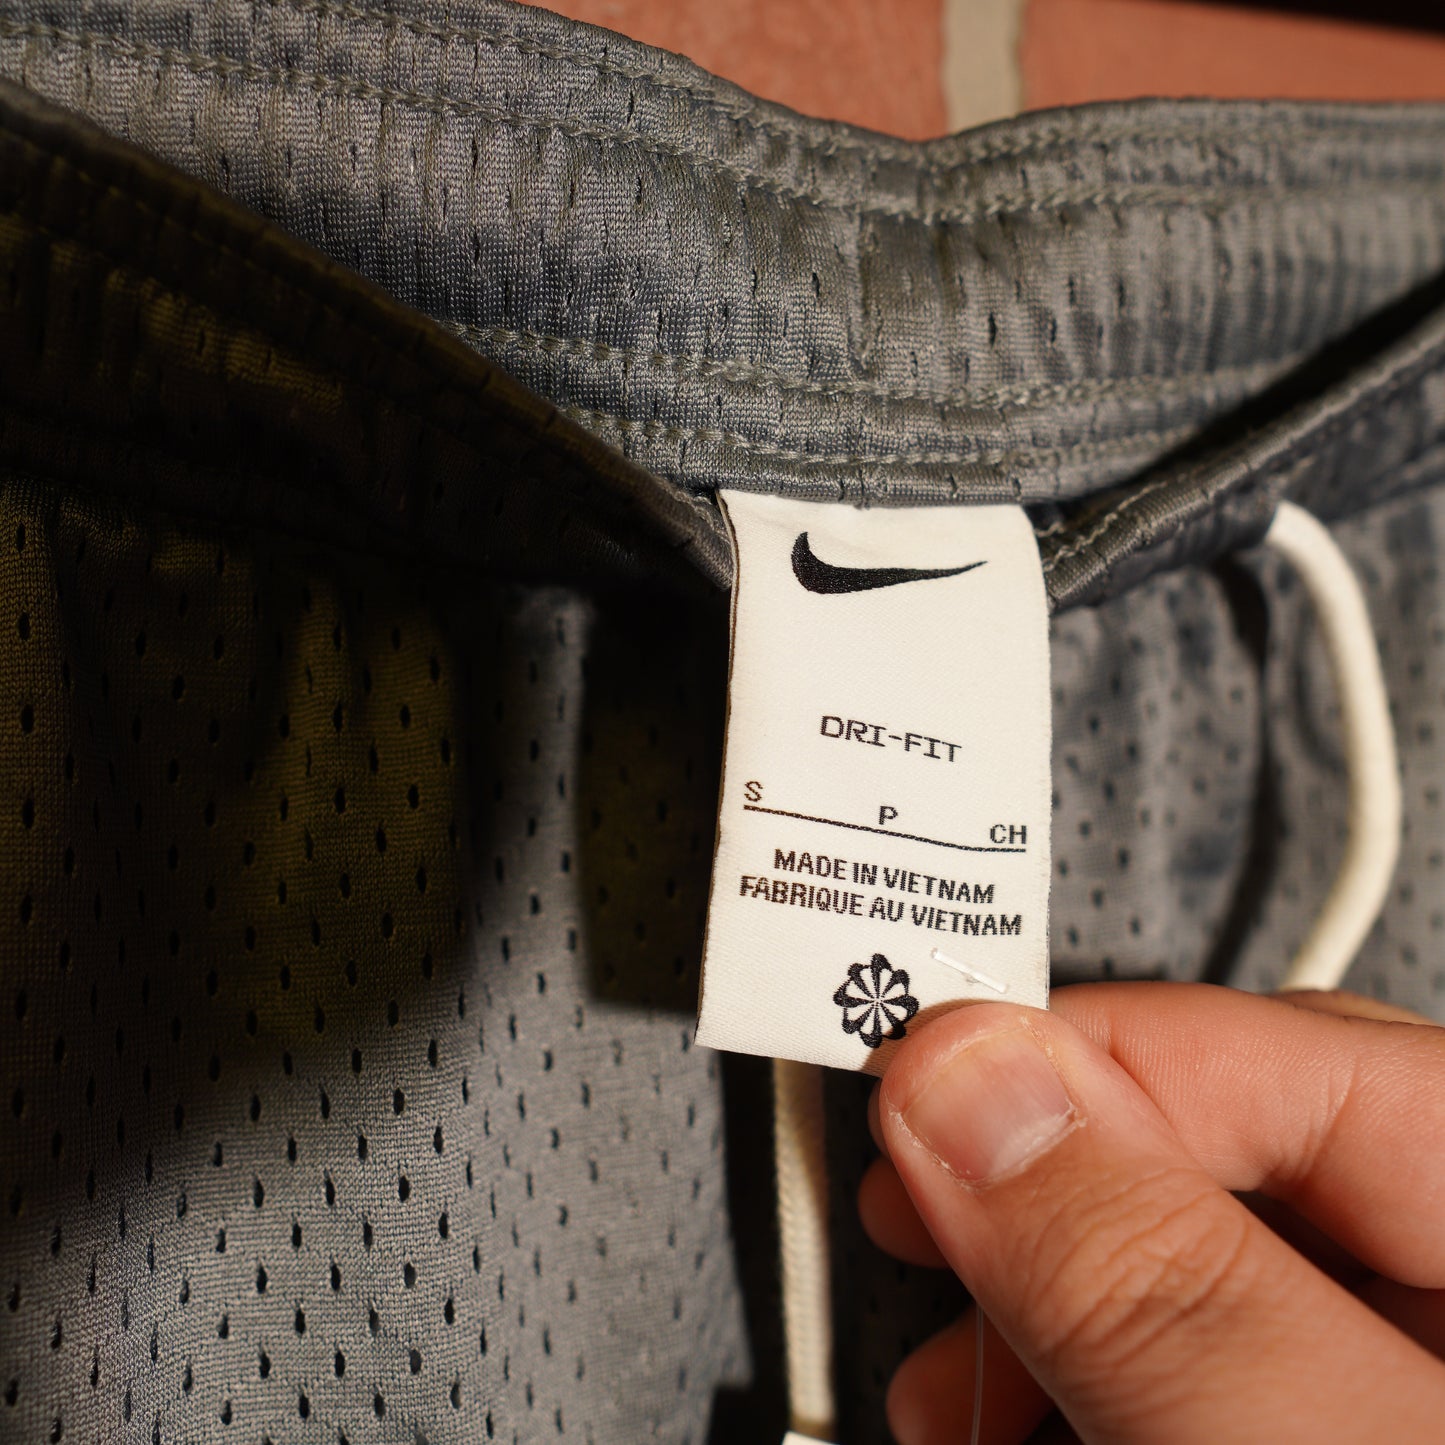 DRI-FIT
S P CH
MADE IN VIETNAM
FABRIQUE AU VIETNAM